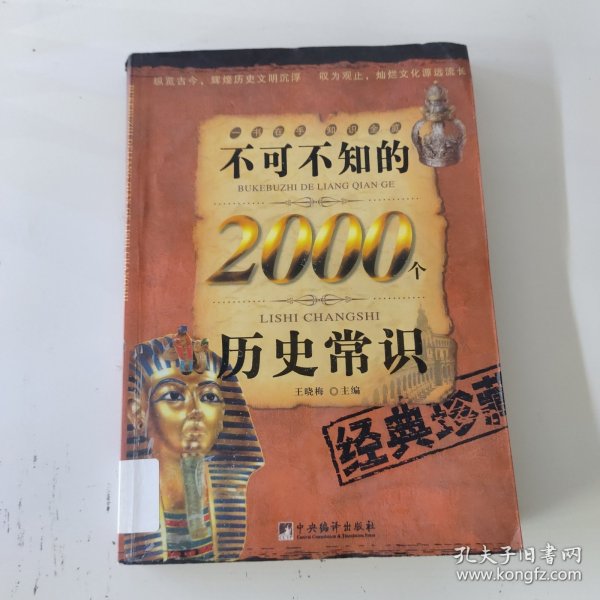 纵览古今，辉煌历史文明沉浮 叹为观止，灿烂文化源远流长
一书在手 知识全有
不可不知的
BUKEBUZHI DE LIANG QIAN GE
2000个
LISHI CHANGSHI
历史常识
王晓梅 主编
经典珍藏
中央编译出版社
Central Compilation & Translation Press
孔夫子旧书网
www.kongfz.com